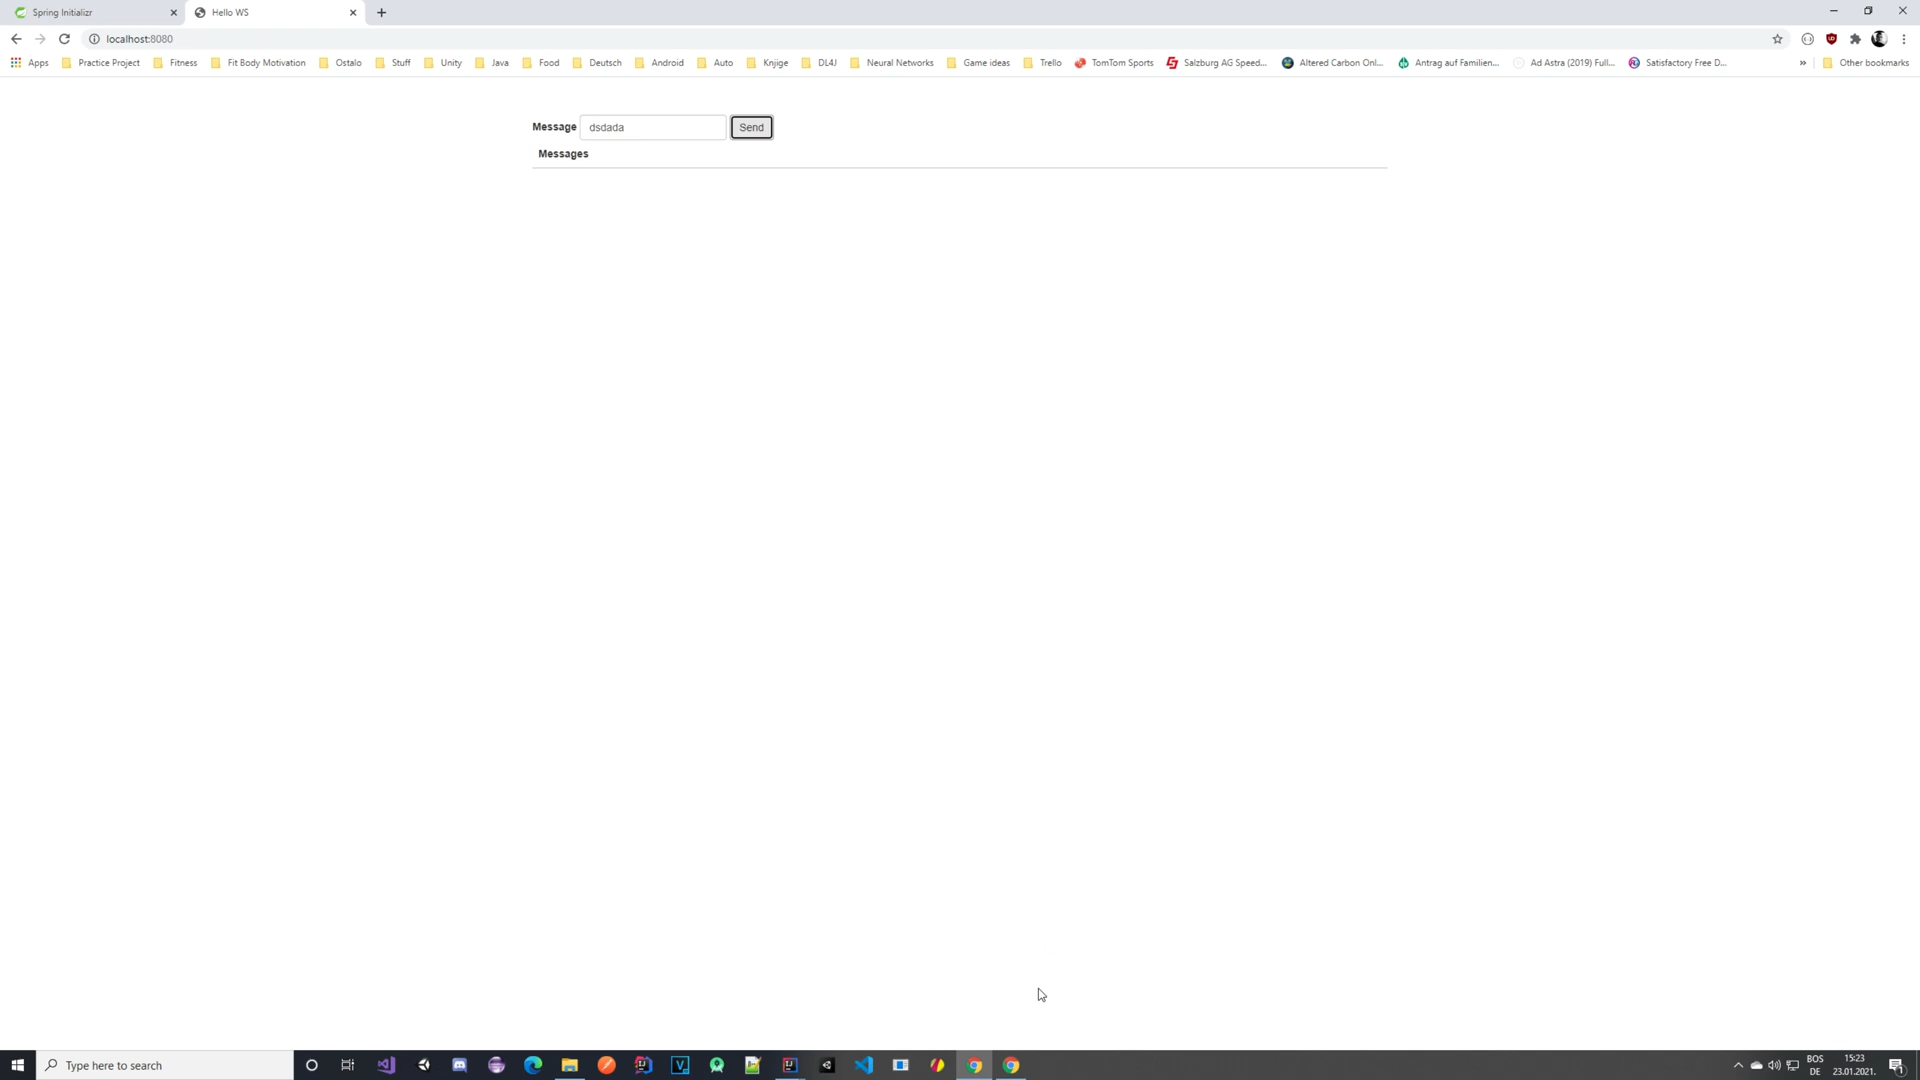 Spring Initializr
Hello WS
localhost:8080
Apps Practice Project Fitness Fit Body Motivation Ostalo Stuff Unity Java Food Deutsch Android Auto Knjige DL4J Neural Networks Game ideas Trello TomTom Sports Salzburg AG Speed... Altered Carbon Onl... Antrag auf Familien... Ad Astra (2019) Full... Satisfactory Free D... » Other bookmarks
Message dsdada Send
Messages
Type here to search
BOS 15:23
DE 23.01.2021.